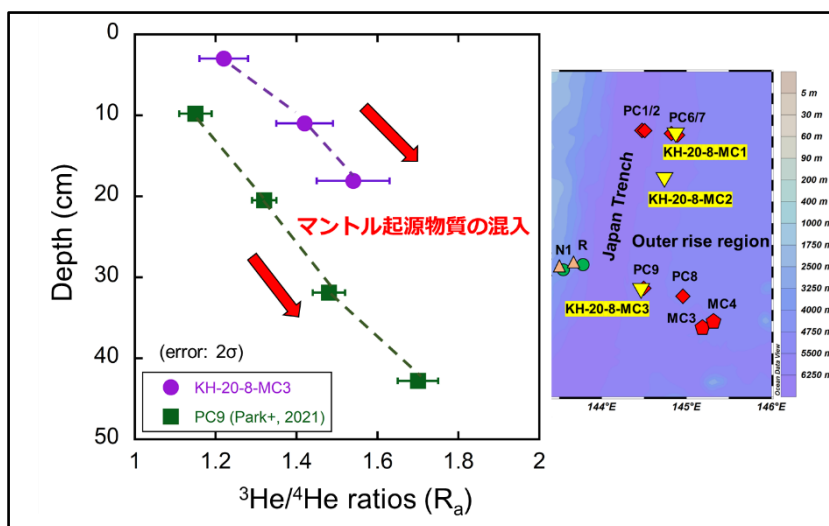 0
10
20
30
40
50
Depth (cm)
マントル起源物質の混入
(error: 2σ)
KH-20-8-MC3
PC9 (Park+, 2021)
1
1.2
1.4
1.6
1.8
2
³He/⁴He ratios (Rₐ)
PC1/2
PC6/7
KH-20-8-MC1
KH-20-8-MC2
Japan Trench
Outer rise region
N1
R
PC9
PC8
KH-20-8-MC3
MC3
MC4
144°E
145°E
146°E
5 m
30 m
60 m
90 m
200 m
400 m
1000 m
1750 m
2500 m
3250 m
4000 m
4750 m
5500 m
6250 m
Ocean Data View